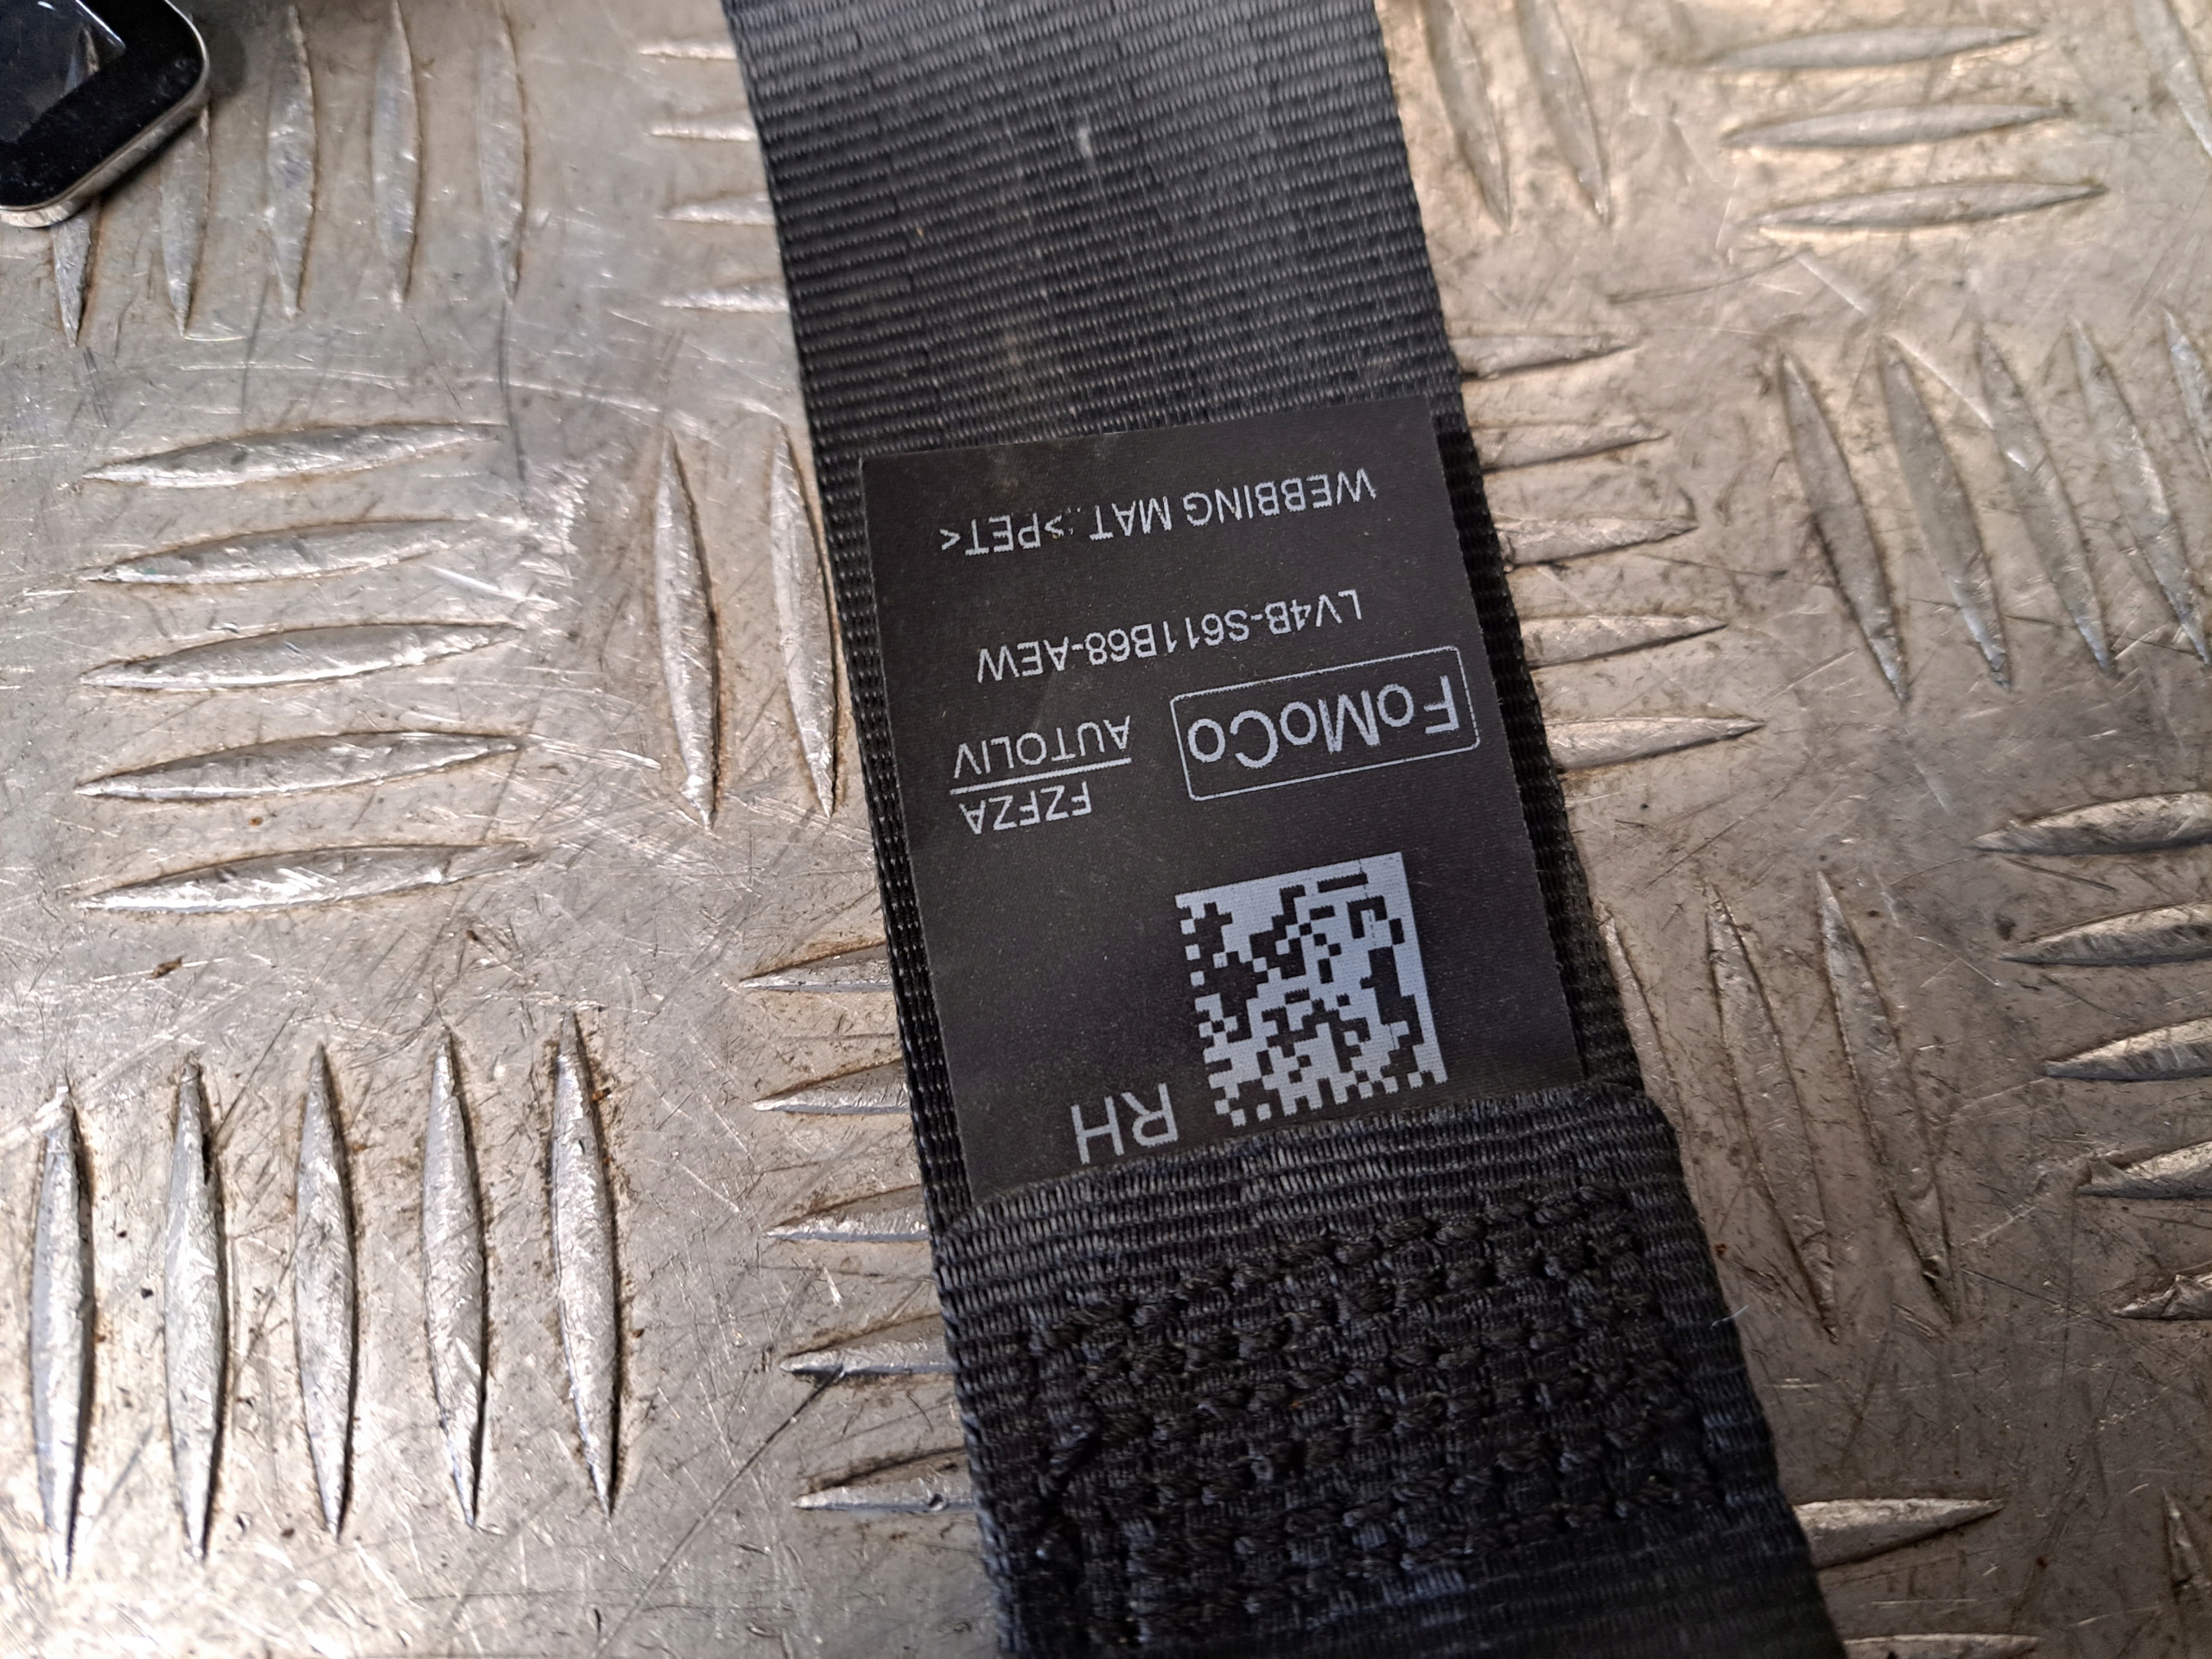 RH
FZFZA
FoMoCo AUTOLIV
LV4B-S611B68-AEW
WEBBING MAT.:>PET<